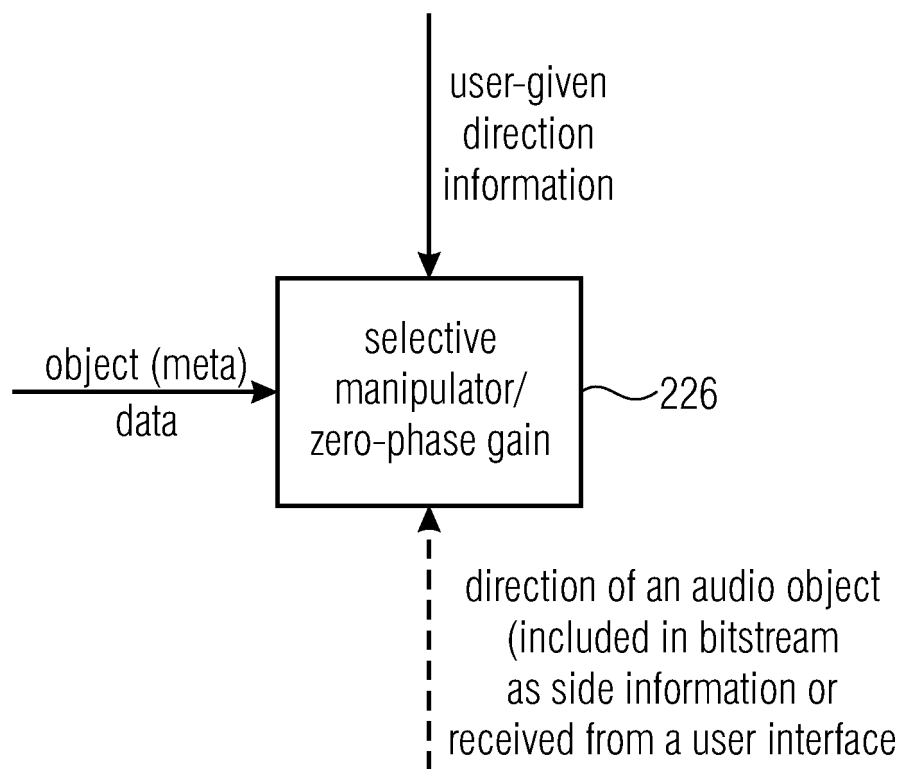 user-given
direction
information
object (meta)
data
selective
manipulator/
zero-phase gain
226
direction of an audio object
(included in bitstream
as side information or
received from a user interface